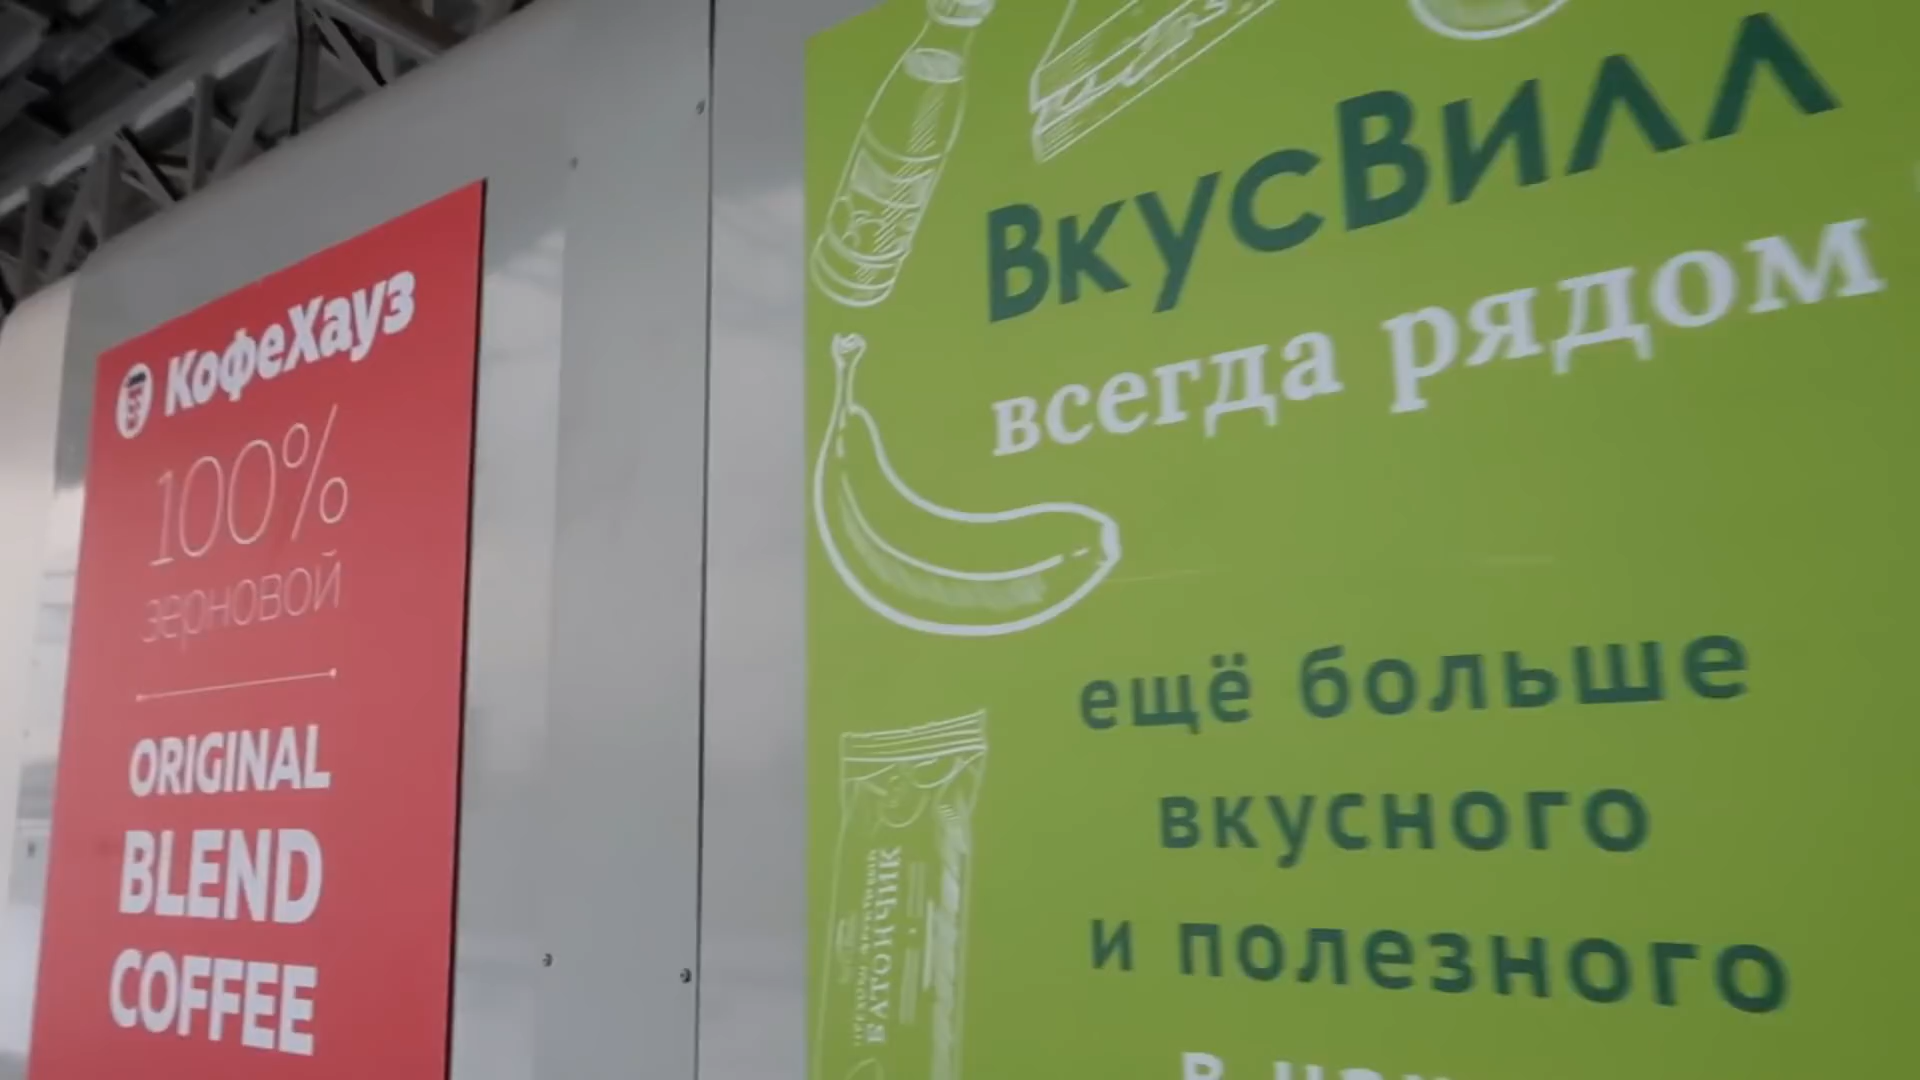 КофеХауз
100%
зерновой
ORIGINAL
BLEND
COFFEE
ВкусВилл
всегда рядом
ещё больше
вкусного
и полезного
в
БАТОНЧИК